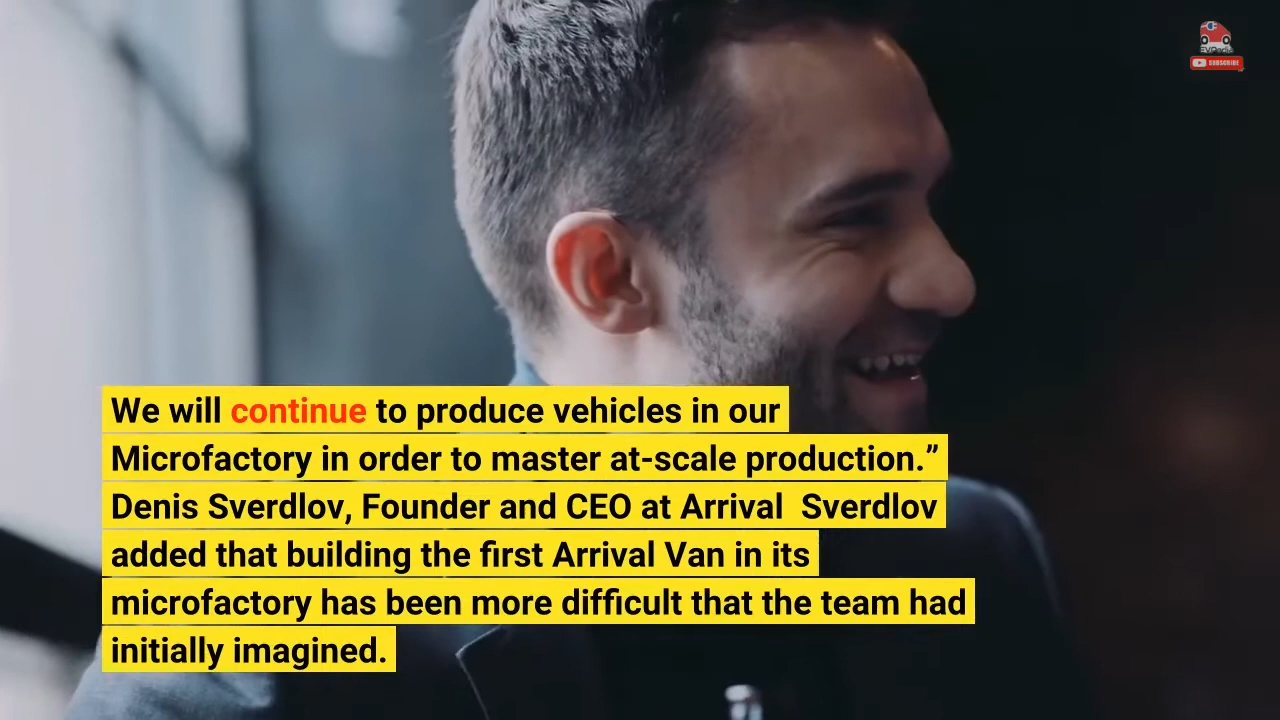 EVPedia
SUBSCRIBE
We will continue to produce vehicles in our
Microfactory in order to master at-scale production.”
Denis Sverdlov, Founder and CEO at Arrival  Sverdlov
added that building the first Arrival Van in its
microfactory has been more difficult that the team had
initially imagined.